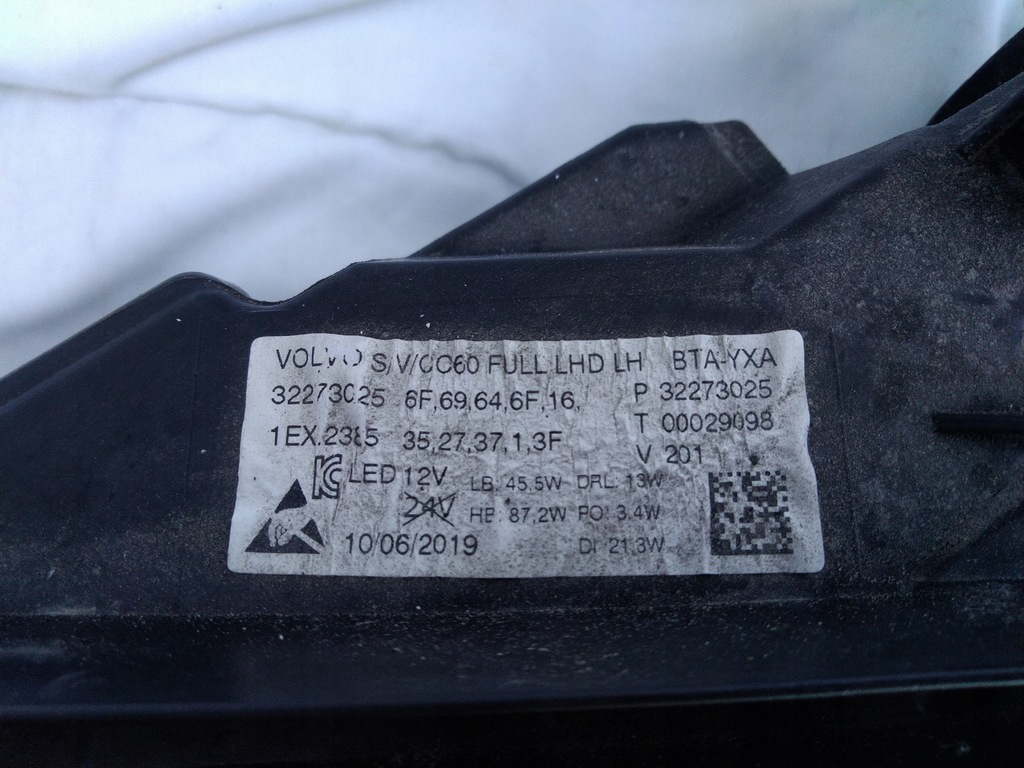 VOLVO S/V/CC60 FULL LHD LH BTA-YXA
32273025 6F,69,64,6F,16, P 32273025
1EX.2385 35,27,37,1,3F T 00029098
V 201
LED 12V LB: 45.5W DRL: 13W
24V HB: 87,2W PO: 3.4W
10/06/2019 DI: 21,3W